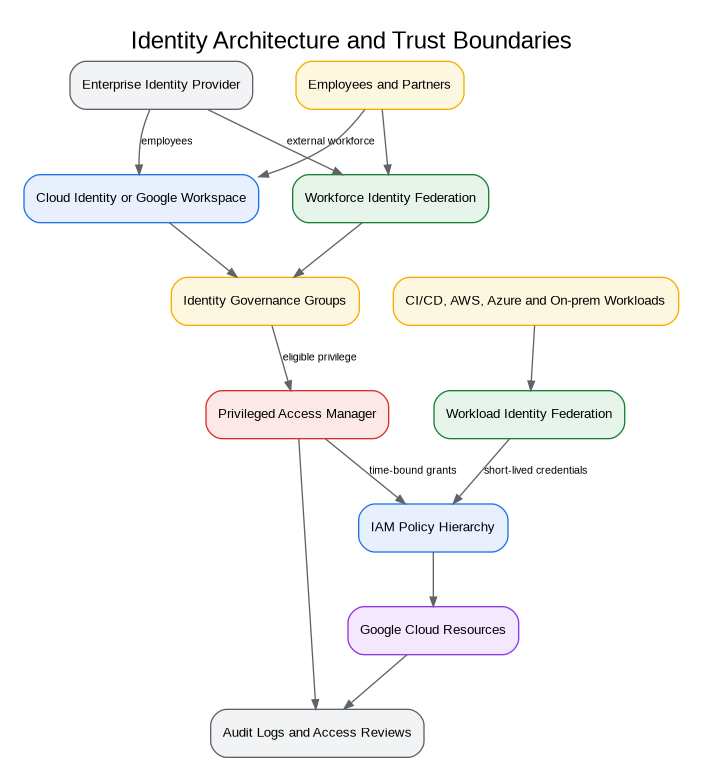 Identity Architecture and Trust Boundaries
Enterprise Identity Provider
Employees and Partners
employees
external workforce
Cloud Identity or Google Workspace
Workforce Identity Federation
Identity Governance Groups
CI/CD, AWS, Azure and On-prem Workloads
eligible privilege
Privileged Access Manager
Workload Identity Federation
time-bound grants
short-lived credentials
IAM Policy Hierarchy
Google Cloud Resources
Audit Logs and Access Reviews